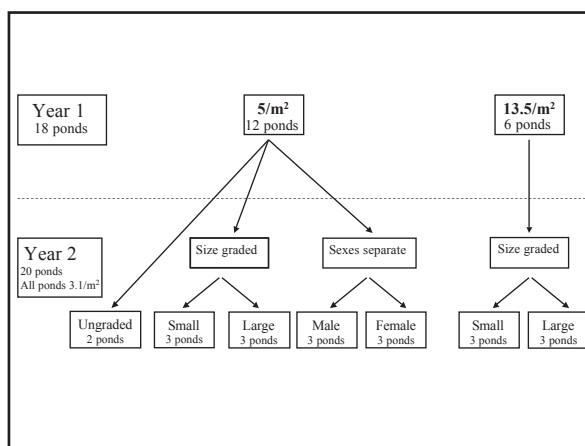 Year 1
18 ponds
5/m²
12 ponds
13.5/m²
6 ponds
Year 2
20 ponds
All ponds 3.1/m²
Size graded
Sexes separate
Size graded
Ungraded
2 ponds
Small
3 ponds
Large
3 ponds
Male
3 ponds
Female
3 ponds
Small
3 ponds
Large
3 ponds